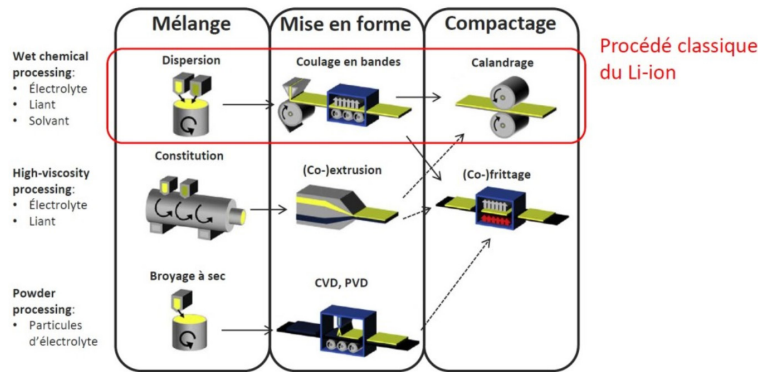 Mélange
Mise en forme
Compactage
Procédé classique
du Li-ion
Wet chemical
processing:
• Électrolyte
• Liant
• Solvant
Dispersion
Coulage en bandes
Calandrage
High-viscosity
processing:
• Électrolyte
• Liant
Constitution
(Co-)extrusion
(Co-)frittage
Powder
processing:
• Particules
d'électrolyte
Broyage à sec
CVD, PVD